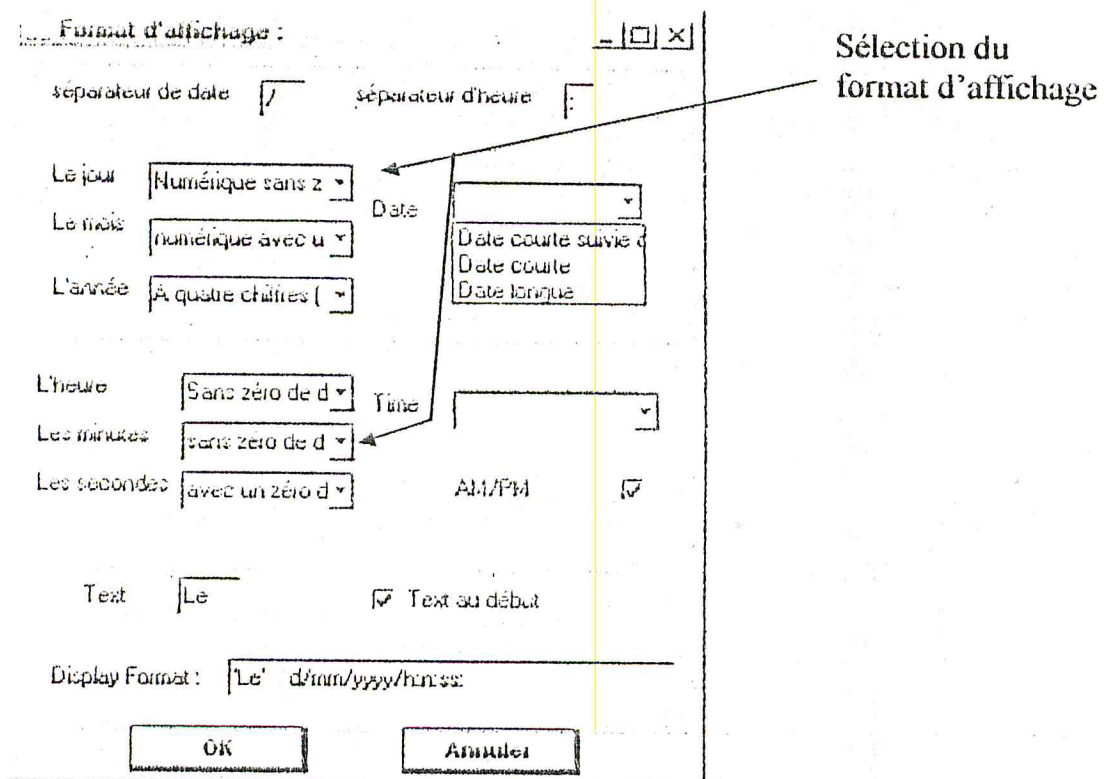 Format d'affichage :
Sélection du
format d'affichage
séparateur de date /
séparateur d'heure :
Le jour Numérique sans z
Le mois numérique avec u
L'année A quatre chiffres (
Date
Date courte suivie d
Date courte
Date longue
L'heure Sans zéro de d
Les minutes sans zéro de d
Les secondes avec un zéro d
Time
AM/PM
Text Le
Text au début
Display Format : 'Le' d/mm/yyyy/h:n:ss:
OK
Annuler